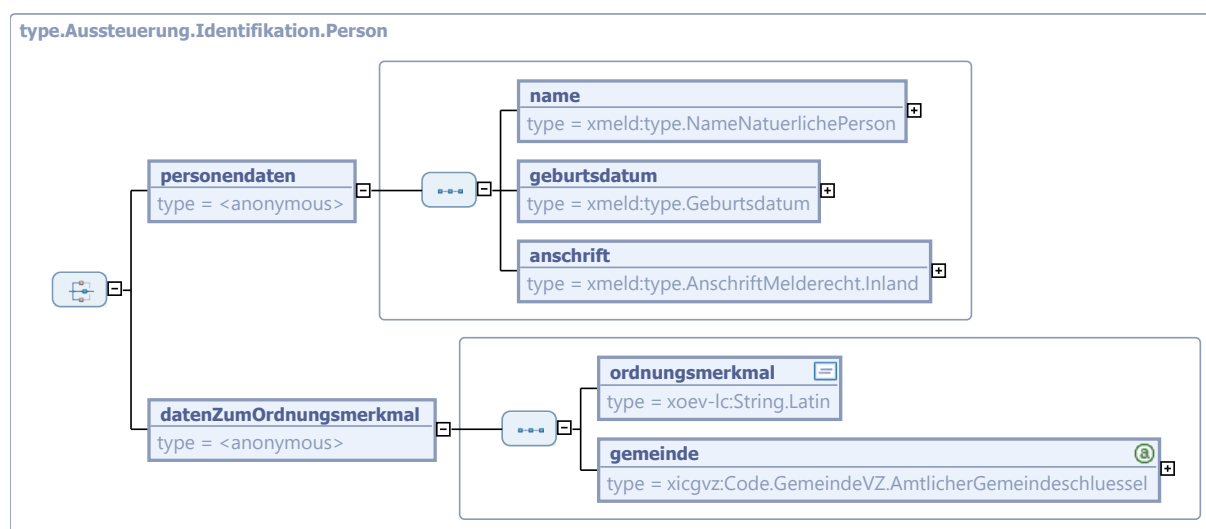 type.Aussteuerung.Identifikation.Person
name
type = xmeld:type.NameNatuerlichePerson
personendaten
type = <anonymous>
geburtsdatum
type = xmeld:type.Geburtsdatum
anschrift
type = xmeld:type.AnschriftMelderecht.Inland
datenZumOrdnungsmerkmal
type = <anonymous>
ordnungsmerkmal
type = xoev-lc:String.Latin
gemeinde
a
type = xicgvz:Code.GemeindeVZ.AmtlicherGemeindeschluessel